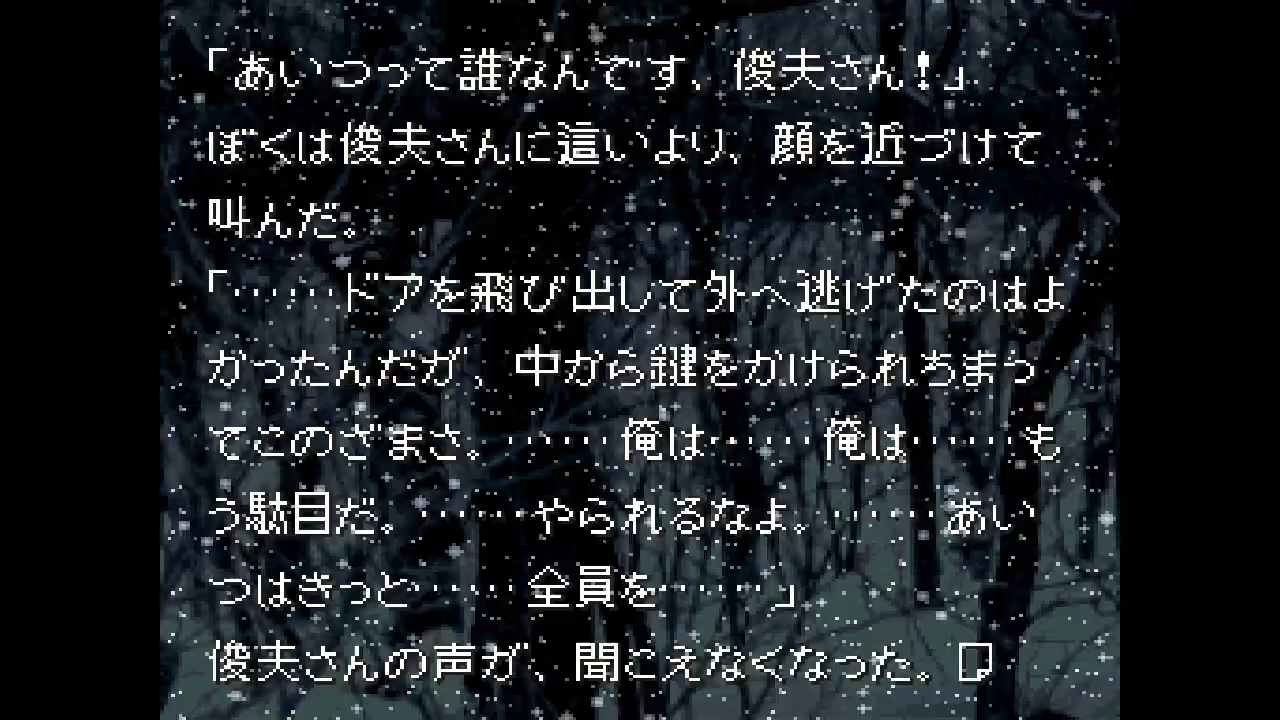 「あいつって誰なんです、俊夫さん！」
ぼくは俊夫さんに這いより、顔を近づけて
叫んだ。
「……ドアを飛び出して外へ逃げたのはよ
かったんだが、中から鍵をかけられちまっ
てこのざまさ。……俺は……俺は……も
う駄目だ。……やられるなよ。……あい
つはきっと……全員を……」
俊夫さんの声が、聞こえなくなった。